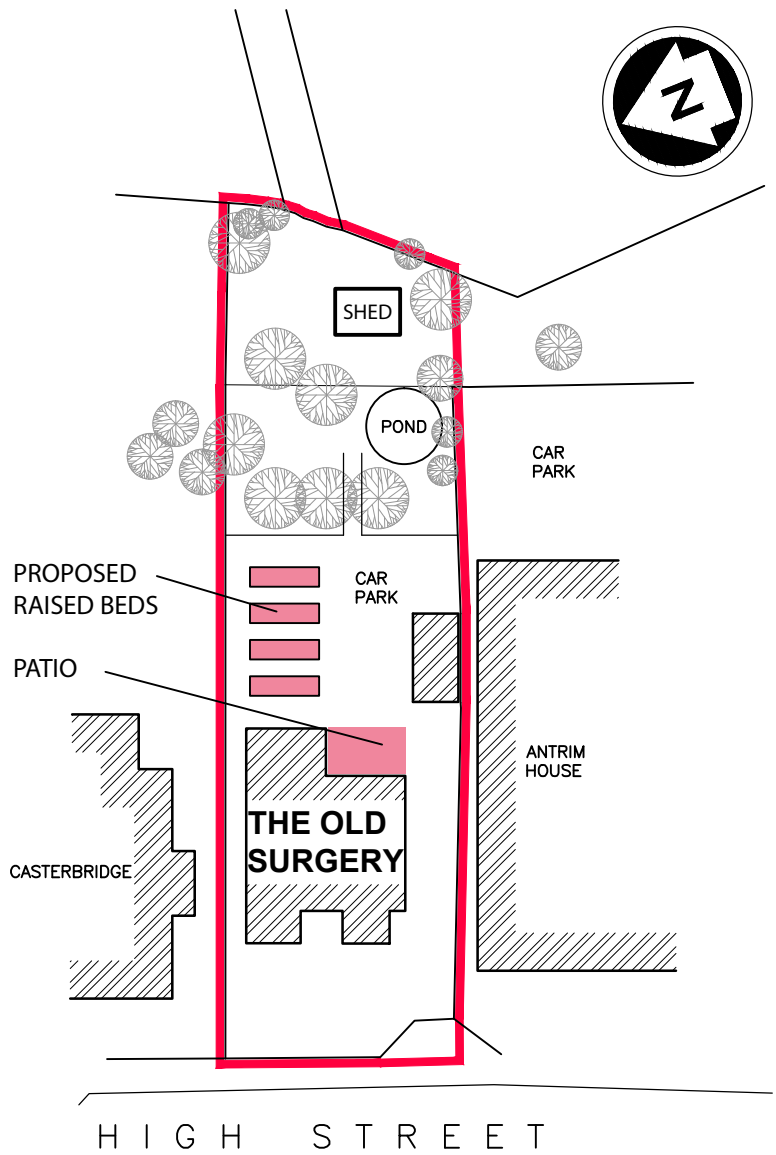 N
SHED
POND
CAR
PARK
PROPOSED
RAISED BEDS
CAR
PARK
PATIO
ANTRIM
HOUSE
THE OLD
SURGERY
CASTERBRIDGE
HIGH STREET